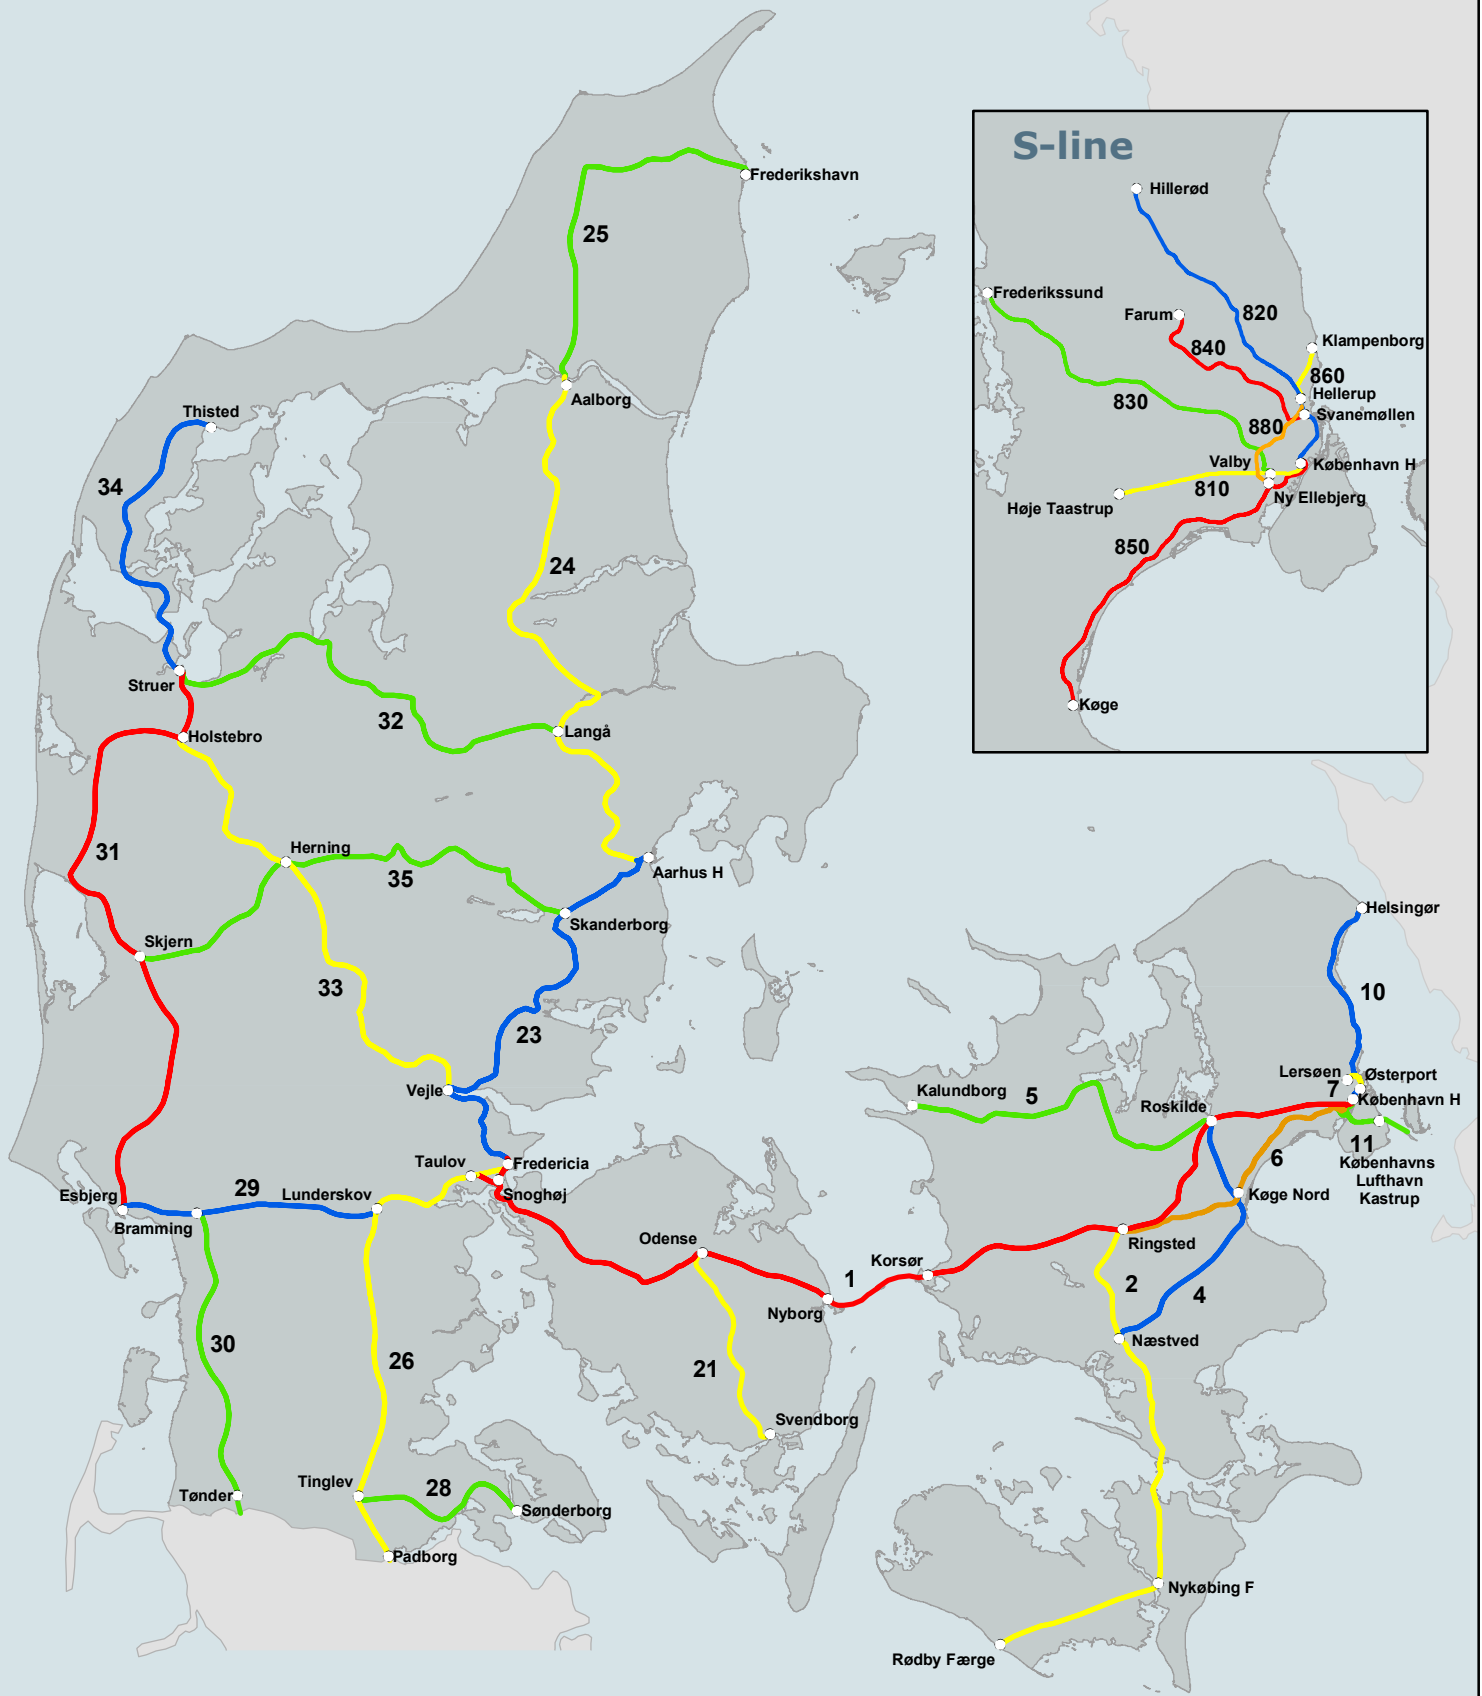 S-line
Hillerød
Frederikshavn
25
Frederikssund
Farum
820
Klampenborg
840
860
Hellerup
Svanemøllen
830
880
Valby
København H
810
Ny Ellebjerg
Høje Taastrup
850
Køge
Aalborg
Thisted
34
24
Struer
32
Langå
Holstebro
31
Herning
35
Aarhus H
Skanderborg
Skjern
33
23
Vejle
Helsingør
10
Lersøen
Østerport
7
København H
Kalundborg
5
Roskilde
11
Københavns
Lufthavn
Kastrup
6
Køge Nord
Taulov
Fredericia
Snoghøj
Esbjerg
29
Lunderskov
Bramming
Odense
Korsør
Ringsted
1
Nyborg
2
4
Næstved
30
26
21
Svendborg
Tinglev
28
Tønder
Sønderborg
Padborg
Nykøbing F
Rødby Færge